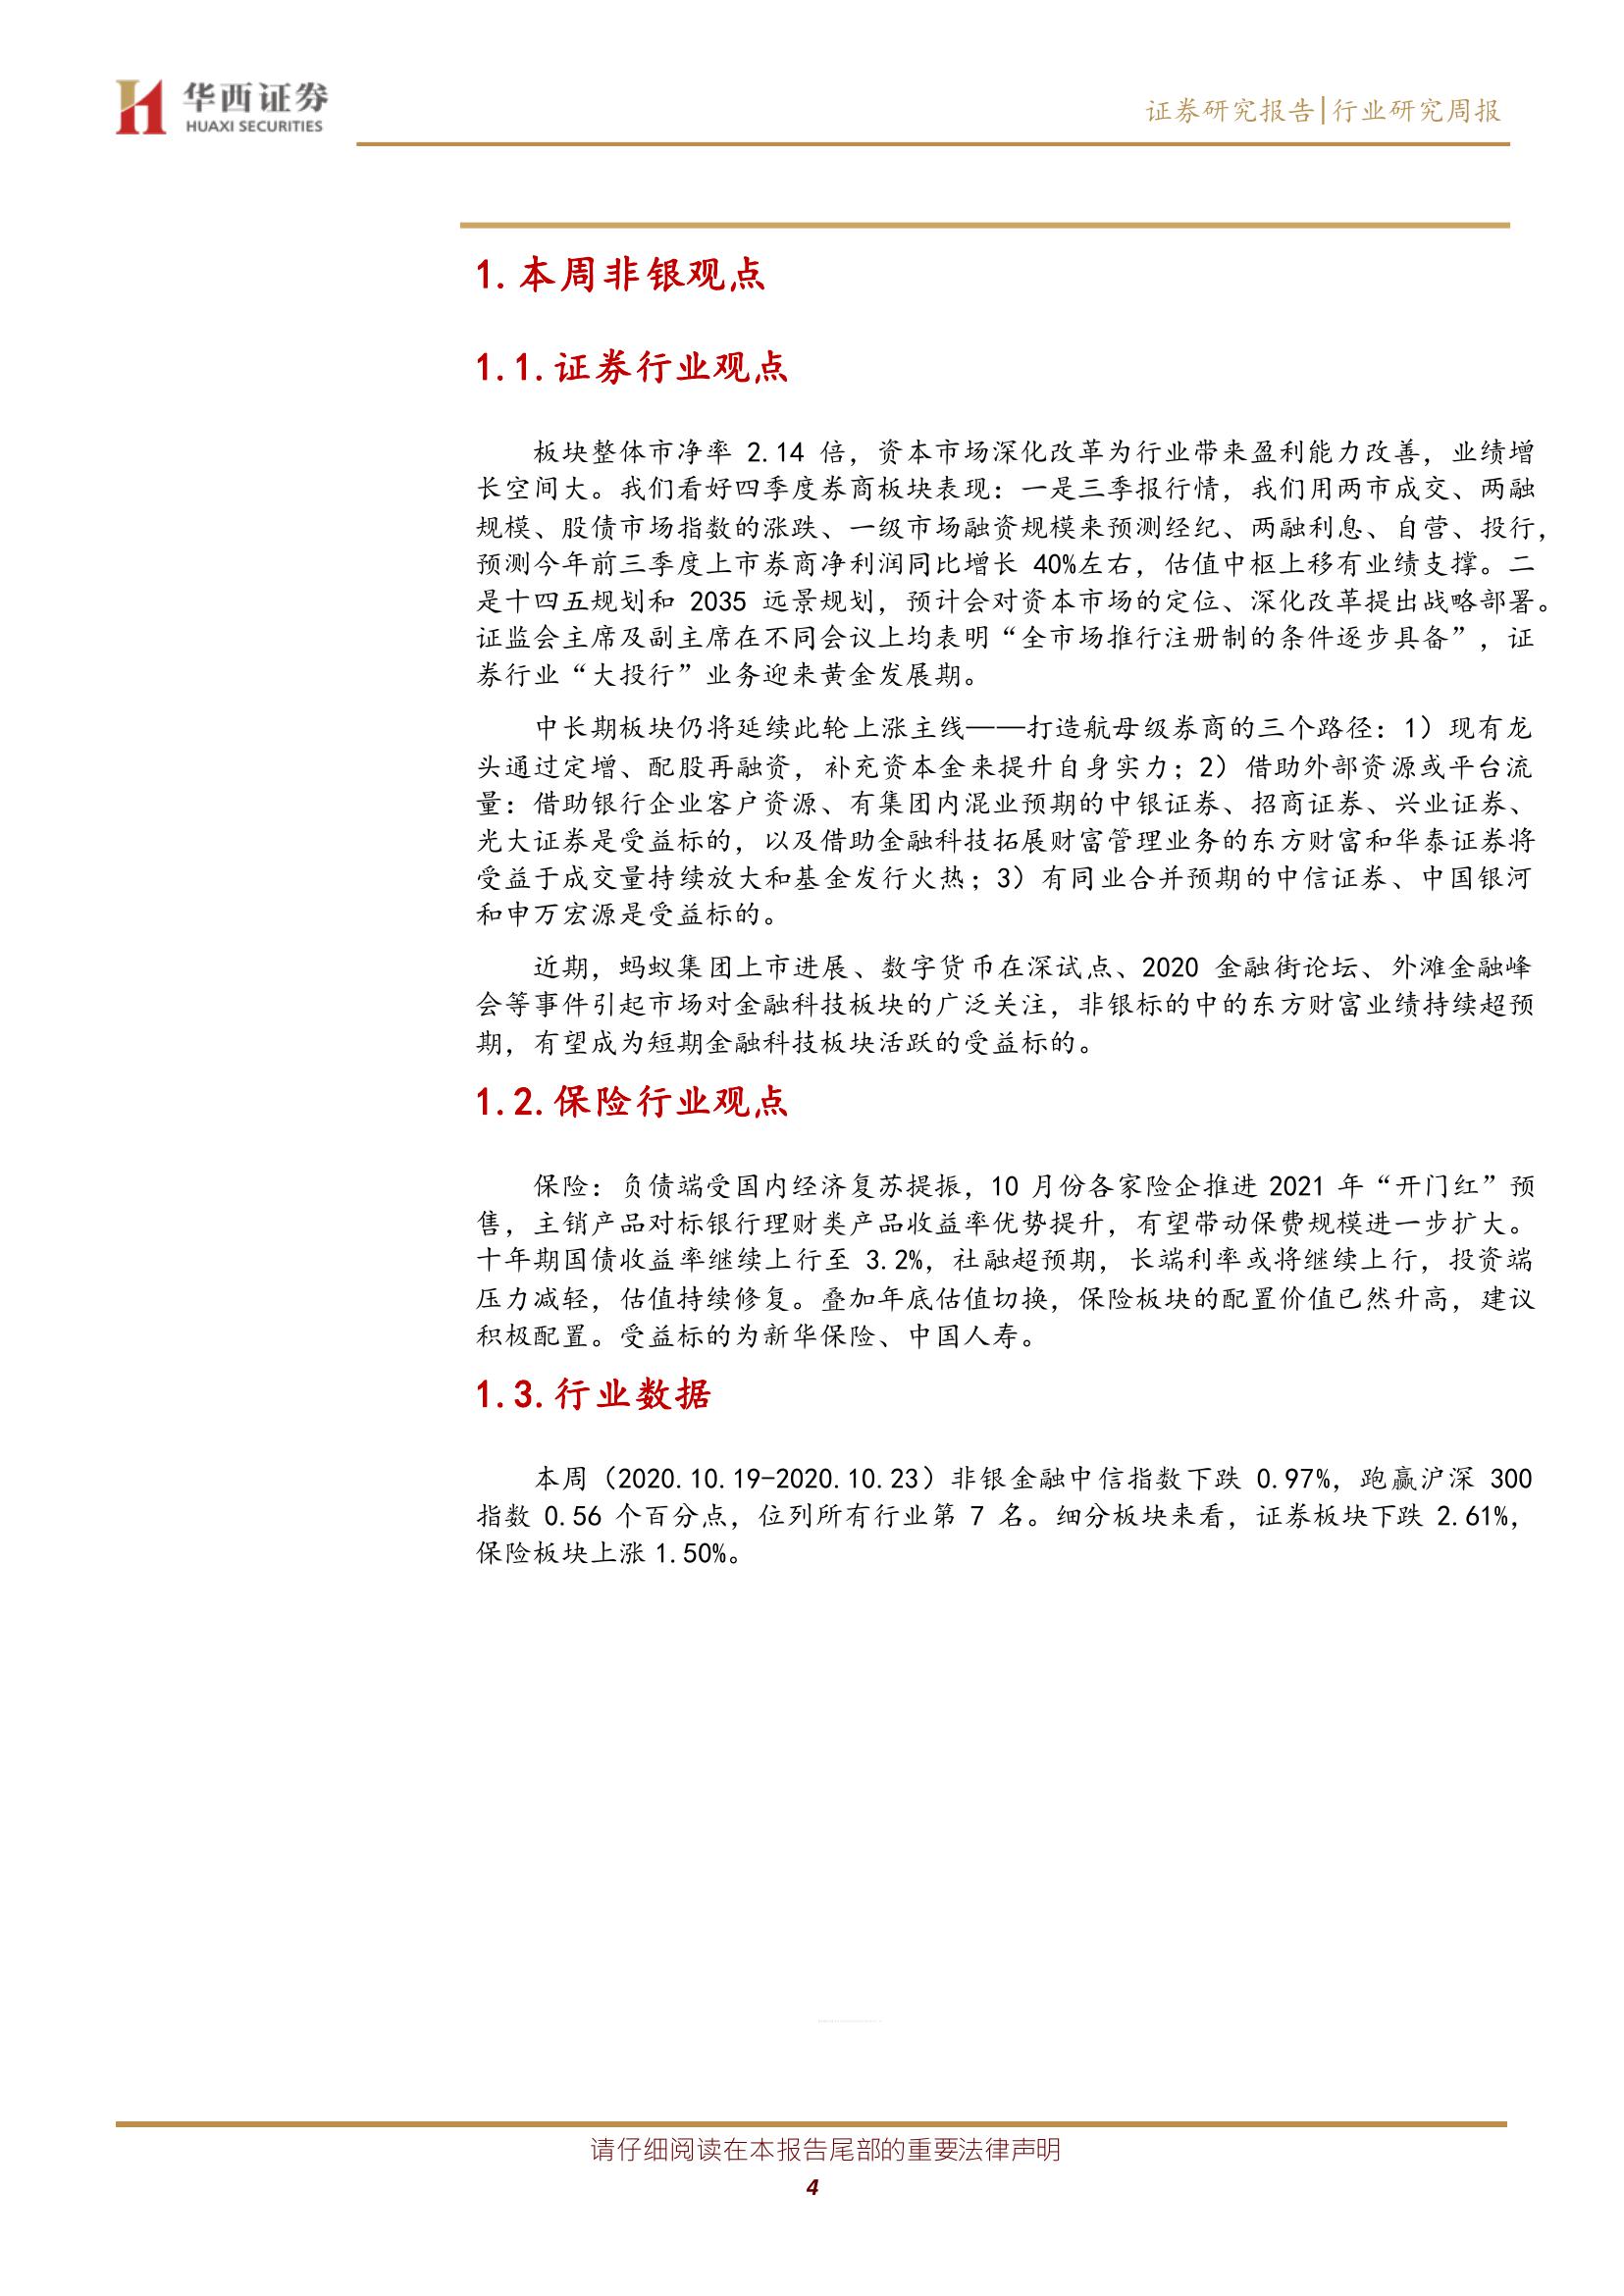 华西证券
HUAXI SECURITIES
证券研究报告|行业研究周报
1.本周非银观点
1.1.证券行业观点
板块整体市净率 2.14 倍，资本市场深化改革为行业带来盈利能力改善，业绩增
长空间大。我们看好四季度券商板块表现：一是三季报行情，我们用两市成交、两融
规模、股债市场指数的涨跌、一级市场融资规模来预测经纪、两融利息、自营、投行，
预测今年前三季度上市券商净利润同比增长 40%左右，估值中枢上移有业绩支撑。二
是十四五规划和 2035 远景规划，预计会对资本市场的定位、深化改革提出战略部署。
证监会主席及副主席在不同会议上均表明“全市场推行注册制的条件逐步具备”，证
券行业“大投行”业务迎来黄金发展期。
中长期板块仍将延续此轮上涨主线——打造航母级券商的三个路径：1）现有龙
头通过定增、配股再融资，补充资本金来提升自身实力；2）借助外部资源或平台流
量：借助银行企业客户资源、有集团内混业预期的中银证券、招商证券、兴业证券、
光大证券是受益标的，以及借助金融科技拓展财富管理业务的东方财富和华泰证券将
受益于成交量持续放大和基金发行火热；3）有同业合并预期的中信证券、中国银河
和申万宏源是受益标的。
近期，蚂蚁集团上市进展、数字货币在深试点、2020 金融街论坛、外滩金融峰
会等事件引起市场对金融科技板块的广泛关注，非银标的中的东方财富业绩持续超预
期，有望成为短期金融科技板块活跃的受益标的。
1.2.保险行业观点
保险：负债端受国内经济复苏提振，10 月份各家险企推进 2021 年“开门红”预
售，主销产品对标银行理财类产品收益率优势提升，有望带动保费规模进一步扩大。
十年期国债收益率继续上行至 3.2%，社融超预期，长端利率或将继续上行，投资端
压力减轻，估值持续修复。叠加年底估值切换，保险板块的配置价值已然升高，建议
积极配置。受益标的为新华保险、中国人寿。
1.3.行业数据
本周（2020.10.19-2020.10.23）非银金融中信指数下跌 0.97%，跑赢沪深 300
指数 0.56 个百分点，位列所有行业第 7 名。细分板块来看，证券板块下跌 2.61%，
保险板块上涨 1.50%。
请仔细阅读在本报告尾部的重要法律声明
4